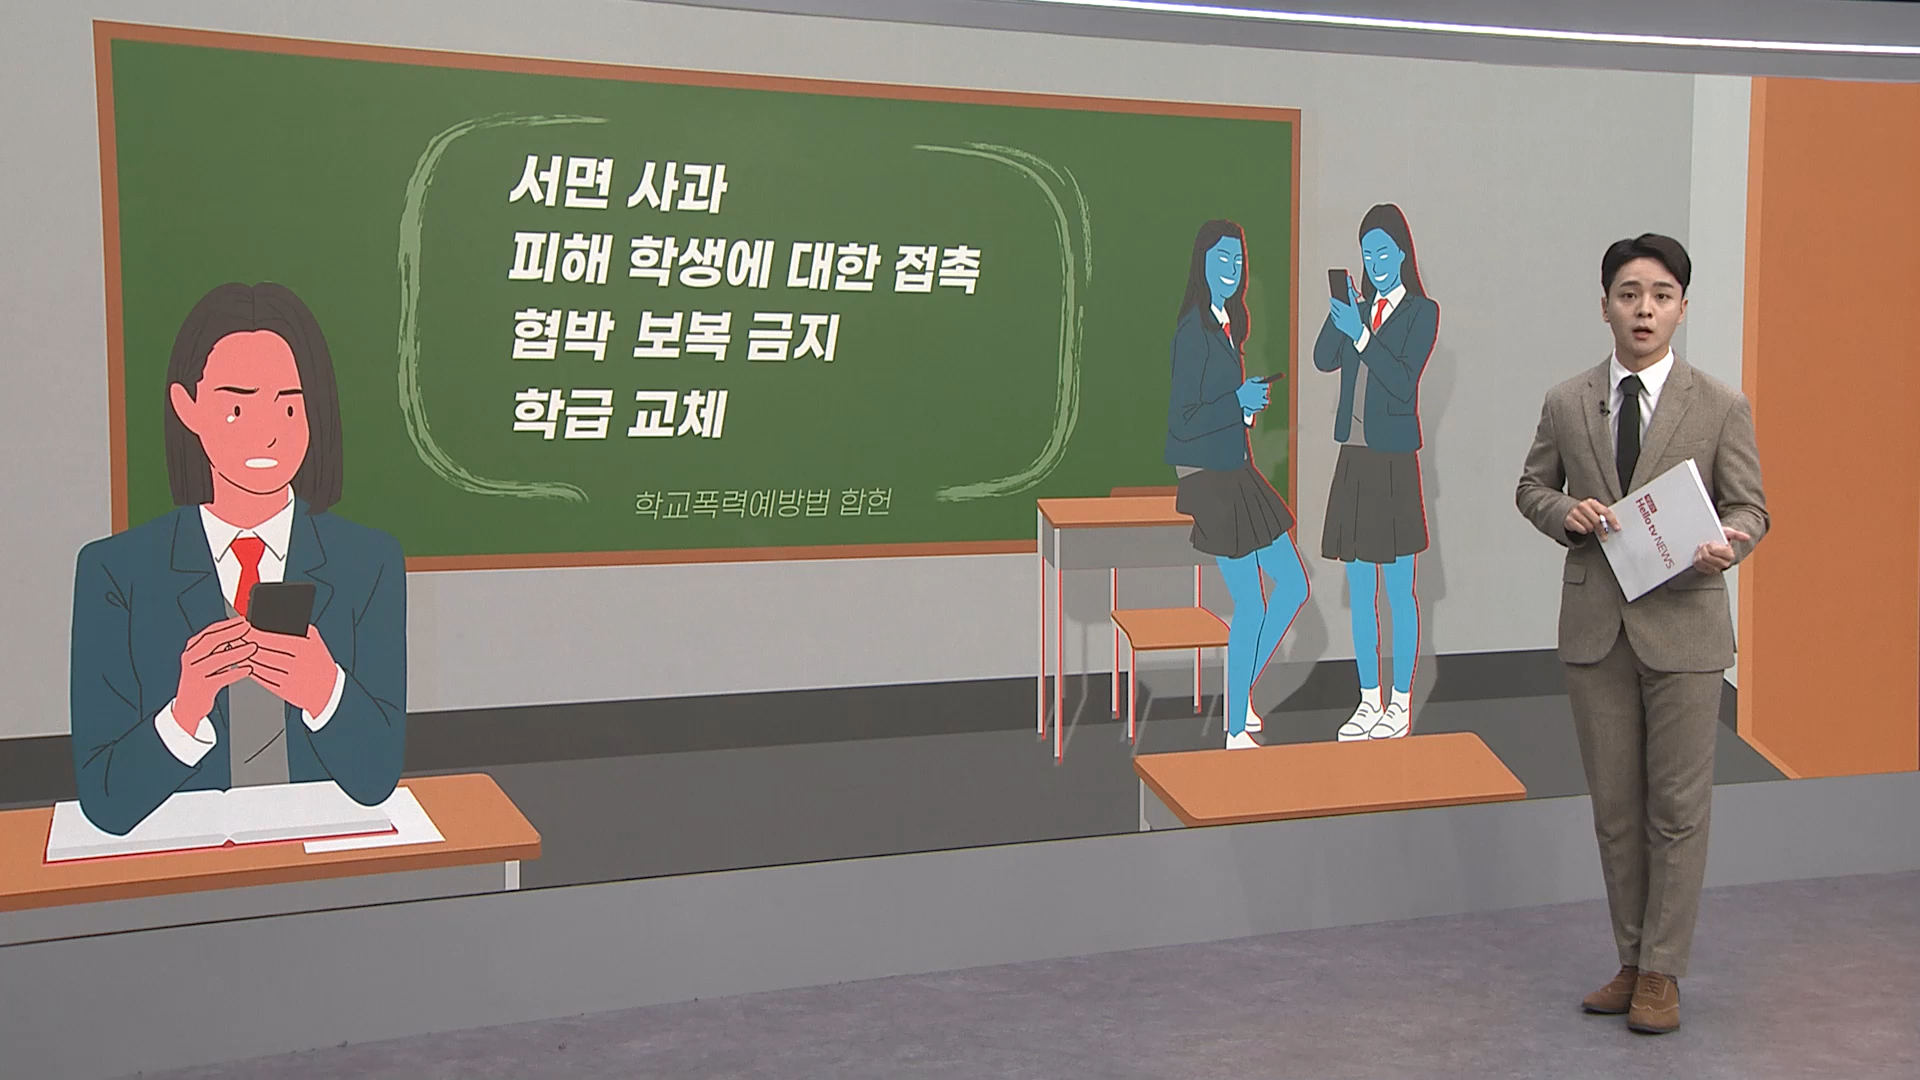 서면 사과
피해 학생에 대한 접촉
협박 보복 금지
학급 교체
학교폭력예방법 합헌
Hello tv NEWS